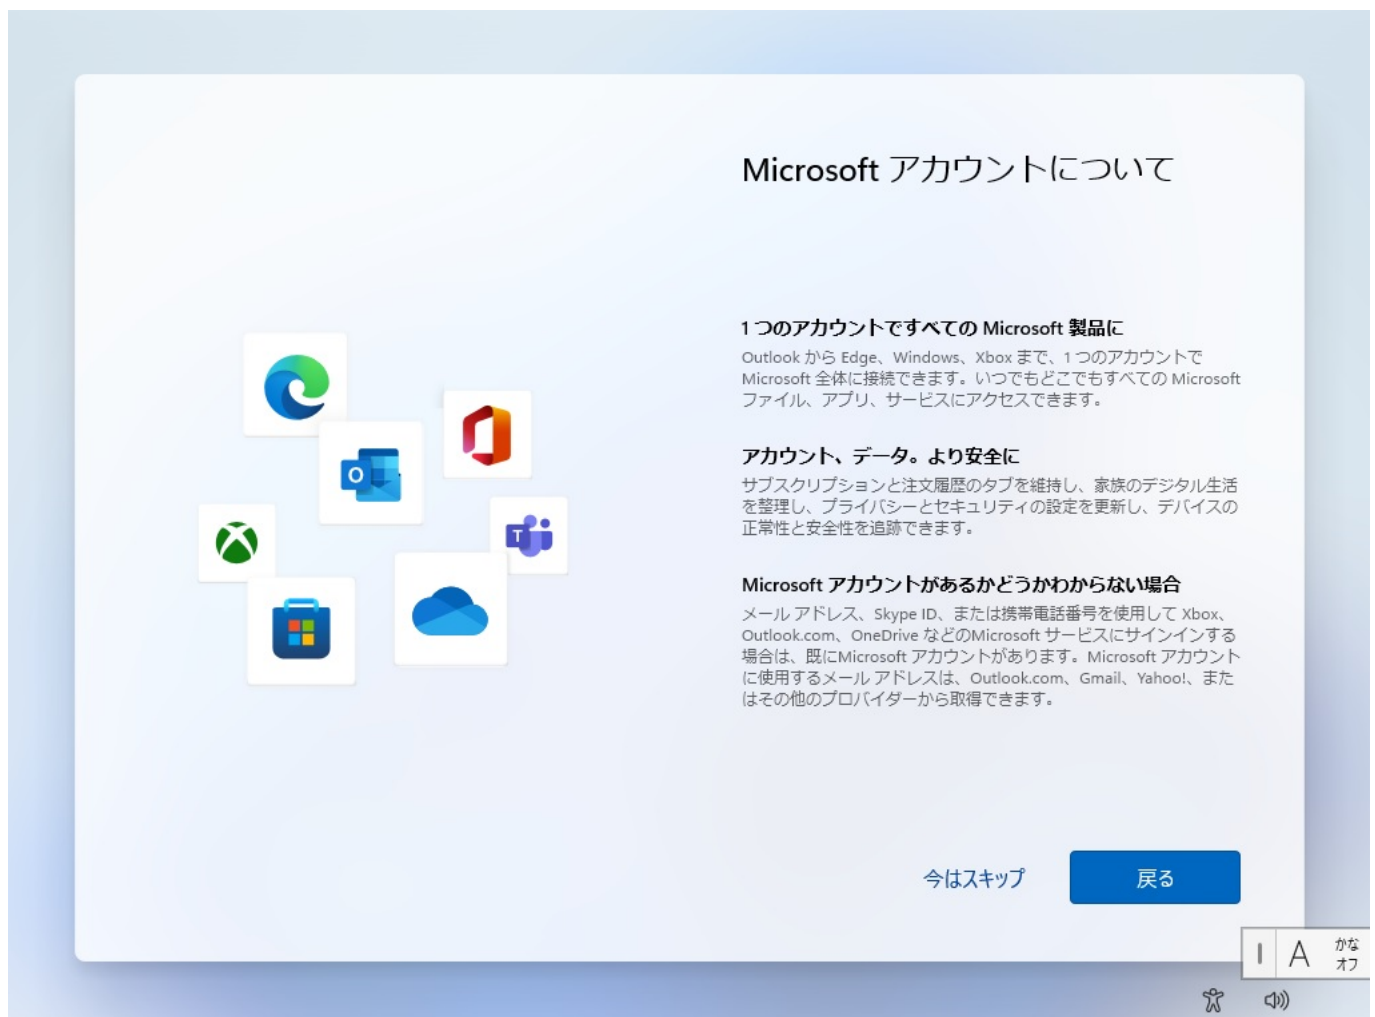 Microsoft アカウントについて
1 つのアカウントですべての Microsoft 製品に
Outlook から Edge、Windows、Xbox まで、1 つのアカウントで
Microsoft 全体に接続できます。いつでもどこでもすべての Microsoft
ファイル、アプリ、サービスにアクセスできます。
アカウント、データ。より安全に
サブスクリプションと注文履歴のタブを維持し、家族のデジタル生活
を整理し、プライバシーとセキュリティの設定を更新し、デバイスの
正常性と安全性を追跡できます。
Microsoft アカウントがあるかどうかわからない場合
メール アドレス、Skype ID、または携帯電話番号を使用して Xbox、
Outlook.com、OneDrive などのMicrosoft サービスにサインインする
場合は、既にMicrosoft アカウントがあります。Microsoft アカウント
に使用するメール アドレスは、Outlook.com、Gmail、Yahoo!、また
はその他のプロバイダーから取得できます。
今はスキップ
戻る
A
かな
オフ